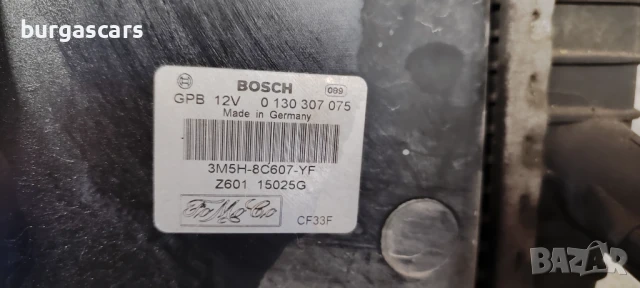 burgascars
BOSCH
099
GPB 12V 0 130 307 075
Made in Germany
3M5H-8C607-YF
Z601 15025G
FoMoCo
CF33F
BAZAR